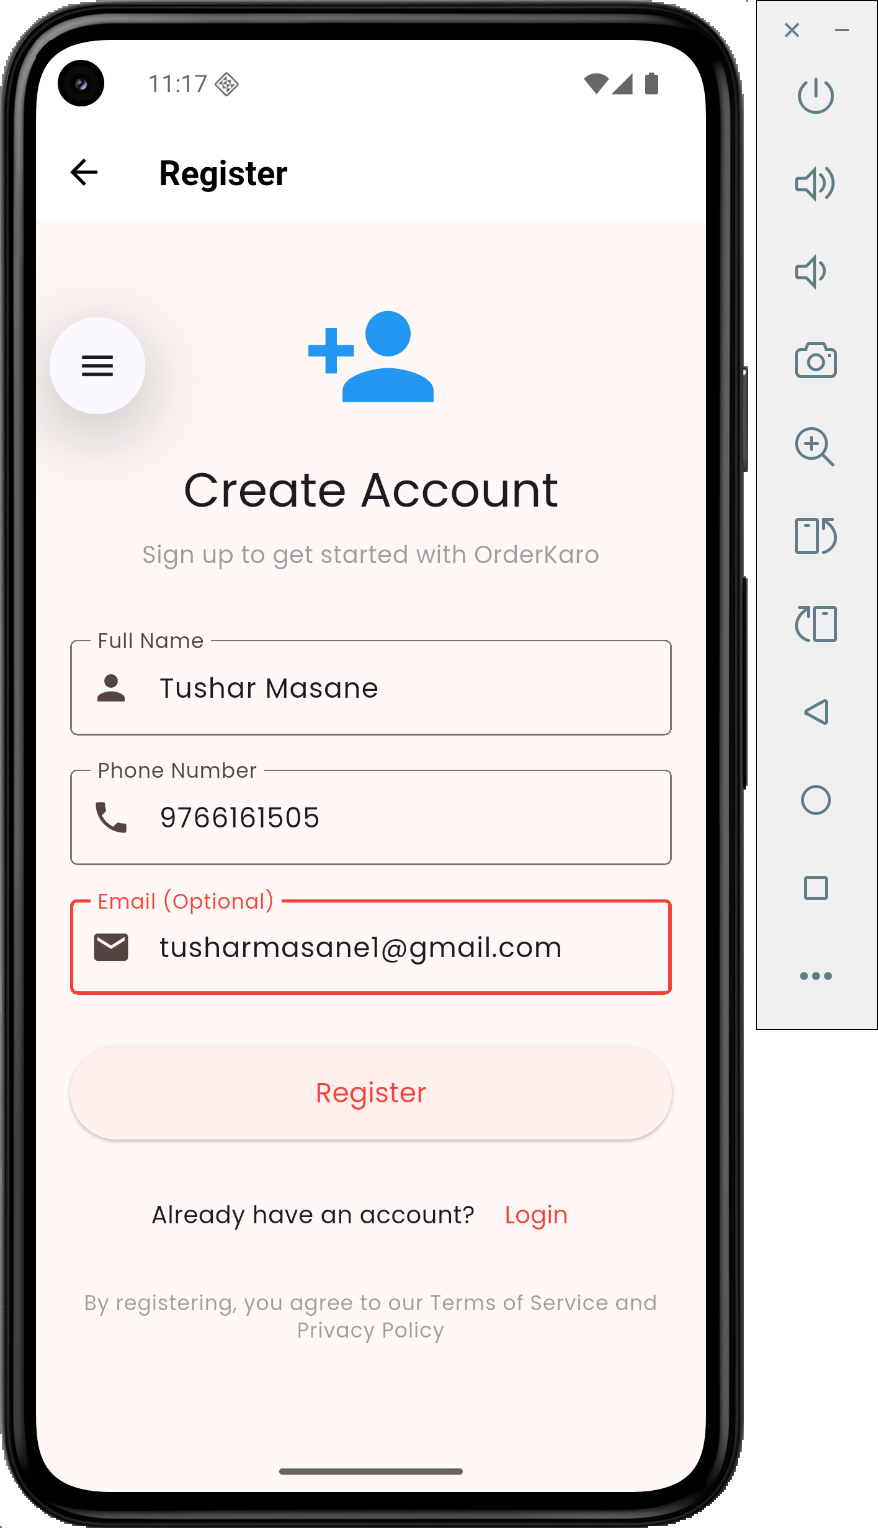 11:17
Register
Create Account
Sign up to get started with OrderKaro
Full Name
Tushar Masane
Phone Number
9766161505
Email (Optional)
tusharmasane1@gmail.com
Register
Already have an account? Login
By registering, you agree to our Terms of Service and
Privacy Policy